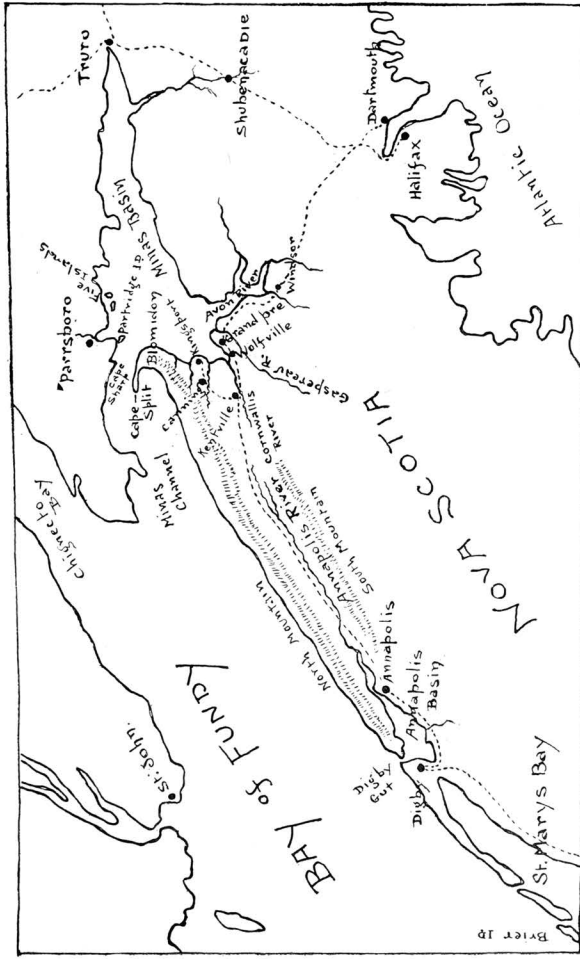 Chignecto Bay
St. John.
BAY of FUNDY
Parrsboro
Five Islands
Partridge ID
Cape Sharp
Cape Split
Minas Channel
Blomidon
Minas Basin
Truro
Shubenacadie
Kingsport
Canning
Kentville
Cornwallis River
Avon River
Grand Pre
Wolfville
Windsor
Gaspereau R.
Dartmouth
Halifax
Atlantic Ocean
North Mountain
Annapolis River
South Mountain
NOVA SCOTIA
Annapolis
Annapolis Basin
Digby Gut
Digby
St. Marys Bay
Brier ID